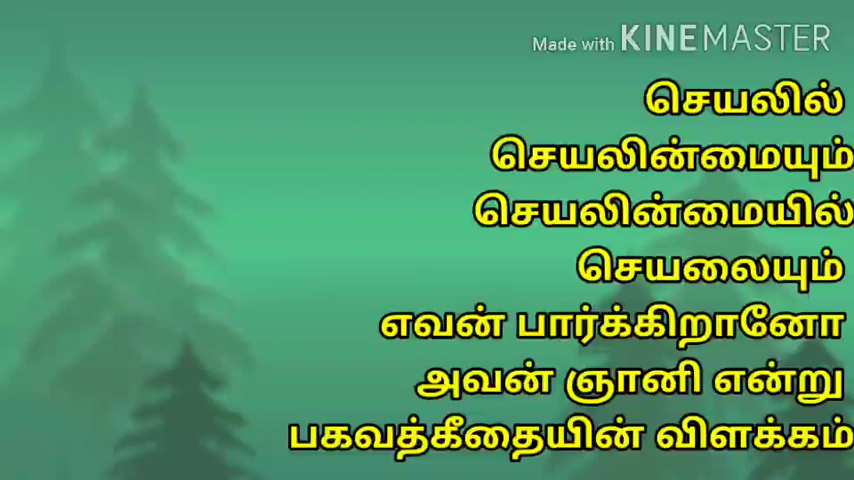 Made with KINEMASTER
செயலில்
செயலின்மையும்
செயலின்மையில்
செயலையும்
எவன் பார்க்கிறானோ
அவன் ஞானி என்று
பகவத்கீதையின் விளக்கம்